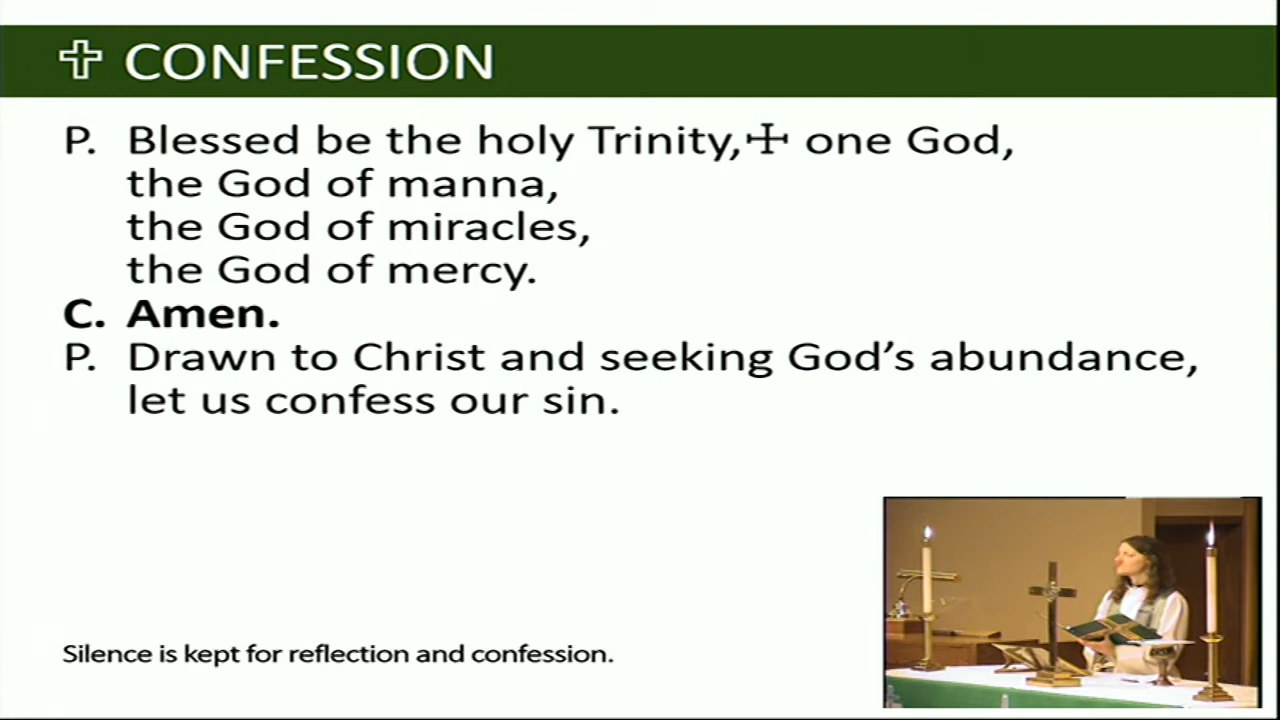 ✞ CONFESSION
P. Blessed be the holy Trinity,☩ one God,
the God of manna,
the God of miracles,
the God of mercy.
C. Amen.
P. Drawn to Christ and seeking God’s abundance,
let us confess our sin.
Silence is kept for reflection and confession.